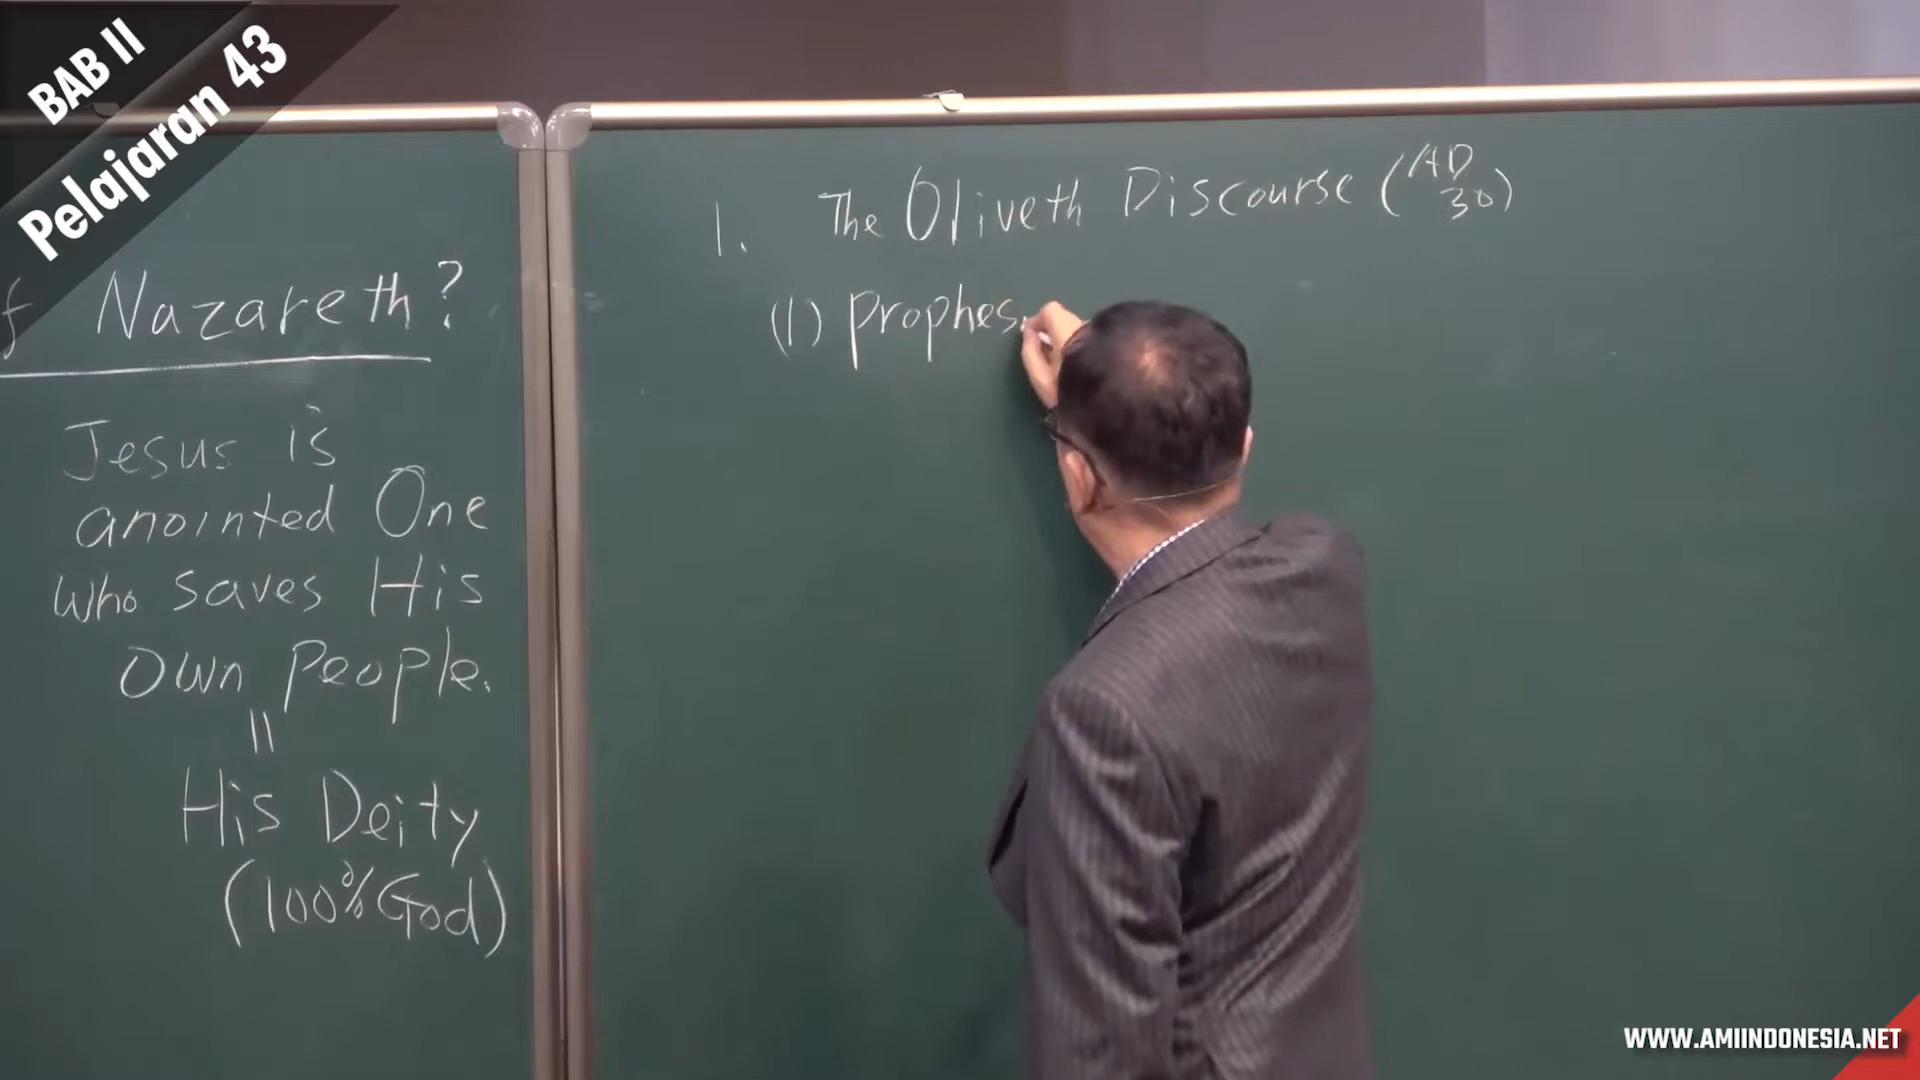 BAB II
Pelajaran 43
f Nazareth?
Jesus is
anointed One
who saves His
own people.
=
His Deity
(100% God)
1. The Oliveth Discourse (AD 30)
(1) Prophes
WWW.AMIINDONESIA.NET